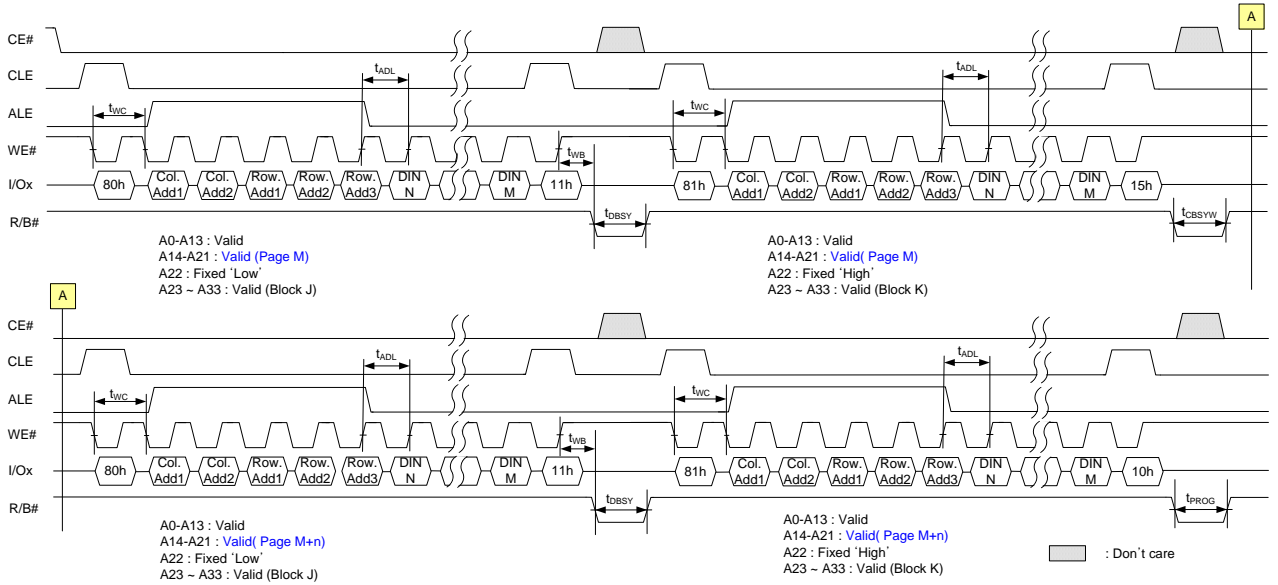 A
CE#
CLE
tADL tADL
ALE
tWC tWC
WE#
tWB
I/Ox 80h Col. Add1 Col. Add2 Row. Add1 Row. Add2 Row. Add3 DIN N DIN M 11h 81h Col. Add1 Col. Add2 Row. Add1 Row. Add2 Row. Add3 DIN N DIN M 15h
R/B# tDBSY tCBSYW
A0-A13 : Valid
A14-A21 : Valid (Page M)
A22 : Fixed ‘Low’
A23 ~ A33 : Valid (Block J)
A0-A13 : Valid
A14-A21 : Valid( Page M)
A22 : Fixed ‘High’
A23 ~ A33 : Valid (Block K)
A
CE#
CLE
tADL tADL
ALE
tWC tWC
WE#
tWB
I/Ox 80h Col. Add1 Col. Add2 Row. Add1 Row. Add2 Row. Add3 DIN N DIN M 11h 81h Col. Add1 Col. Add2 Row. Add1 Row. Add2 Row. Add3 DIN N DIN M 10h
R/B# tDBSY tPROG
A0-A13 : Valid
A14-A21 : Valid( Page M+n)
A22 : Fixed ‘Low’
A23 ~ A33 : Valid (Block J)
A0-A13 : Valid
A14-A21 : Valid( Page M+n)
A22 : Fixed ‘High’
A23 ~ A33 : Valid (Block K)
: Don’t care